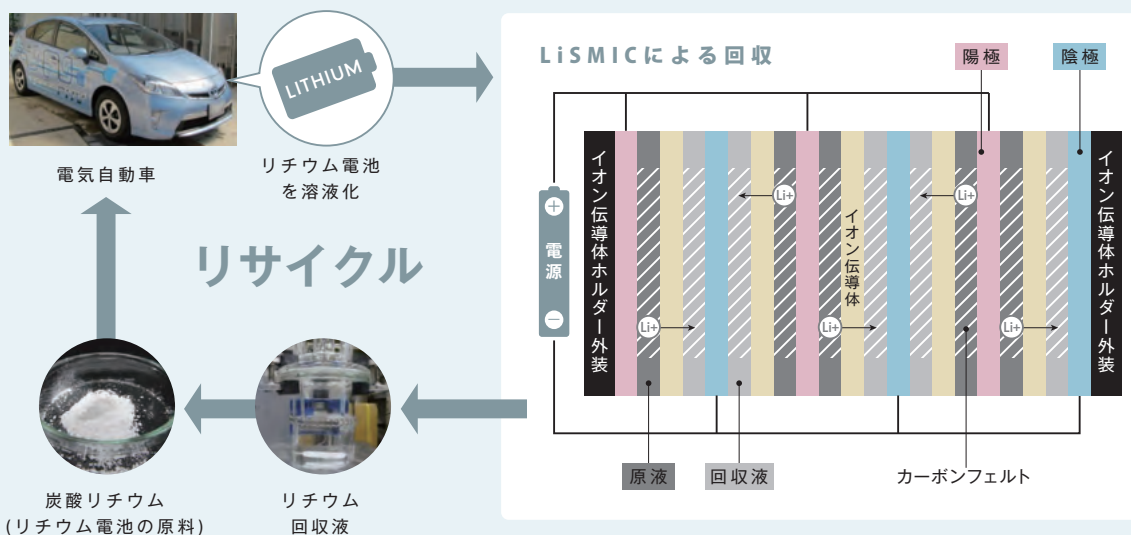 LiSMICによる回収
陽極
陰極
LITHIUM
電気自動車
リチウム電池
を溶液化
リサイクル
＋
電源
－
イオン伝導体ホルダー外装
Li+
Li+
イオン伝導体
Li+
Li+
Li+
イオン伝導体ホルダー外装
原液
回収液
カーボンフェルト
炭酸リチウム
(リチウム電池の原料)
リチウム
回収液